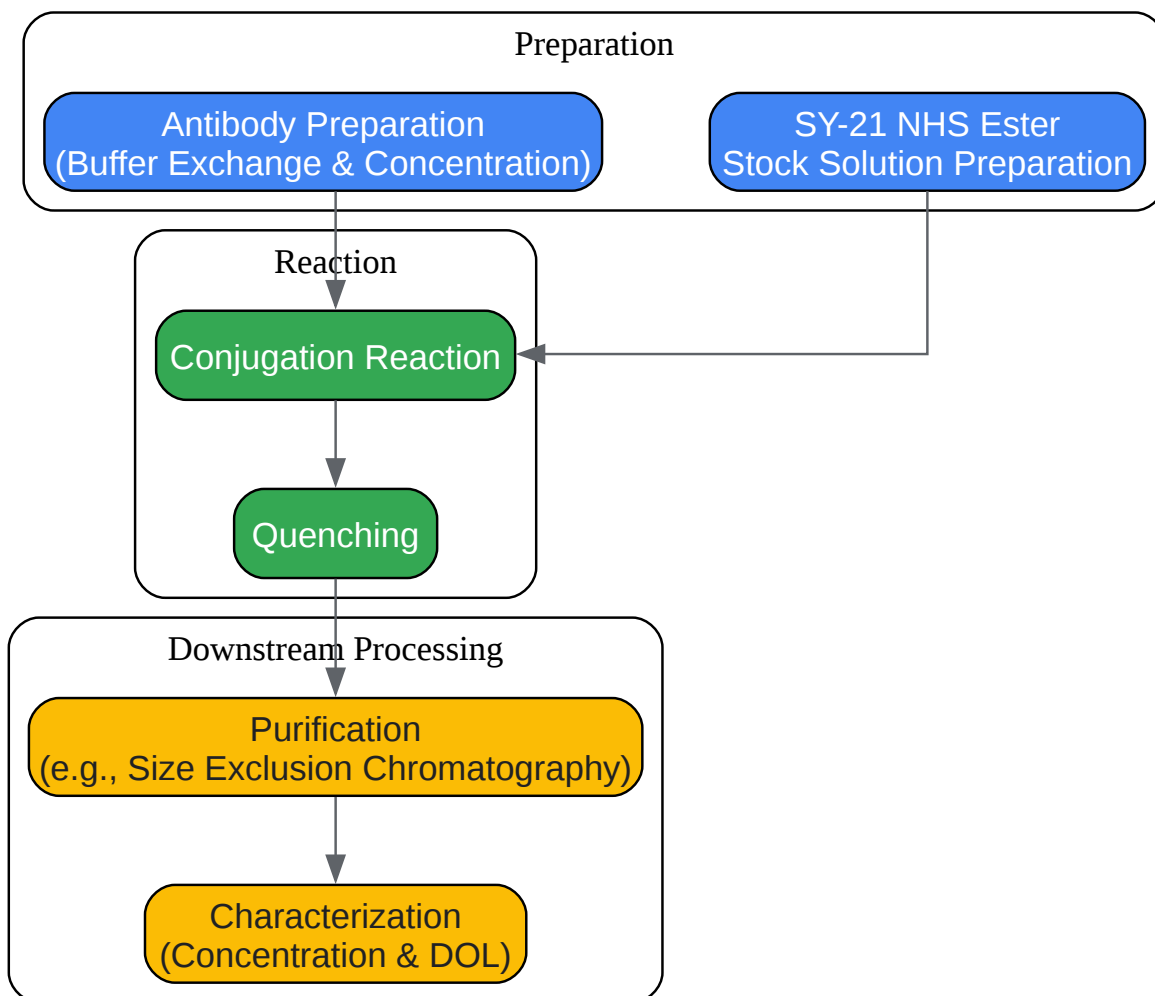 Preparation
Antibody Preparation
(Buffer Exchange & Concentration)
SY-21 NHS Ester
Stock Solution Preparation
Reaction
Conjugation Reaction
Quenching
Downstream Processing
Purification
(e.g., Size Exclusion Chromatography)
Characterization
(Concentration & DOL)